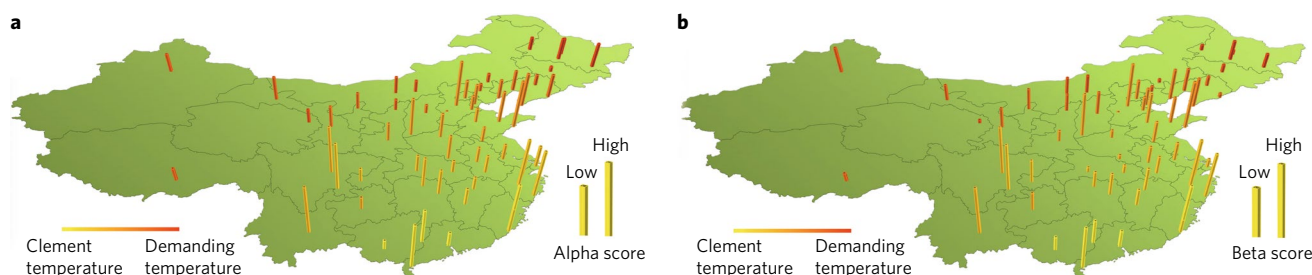 a
High
Low
Clement
temperature
Demanding
temperature
Alpha score
b
High
Low
Clement
temperature
Demanding
temperature
Beta score